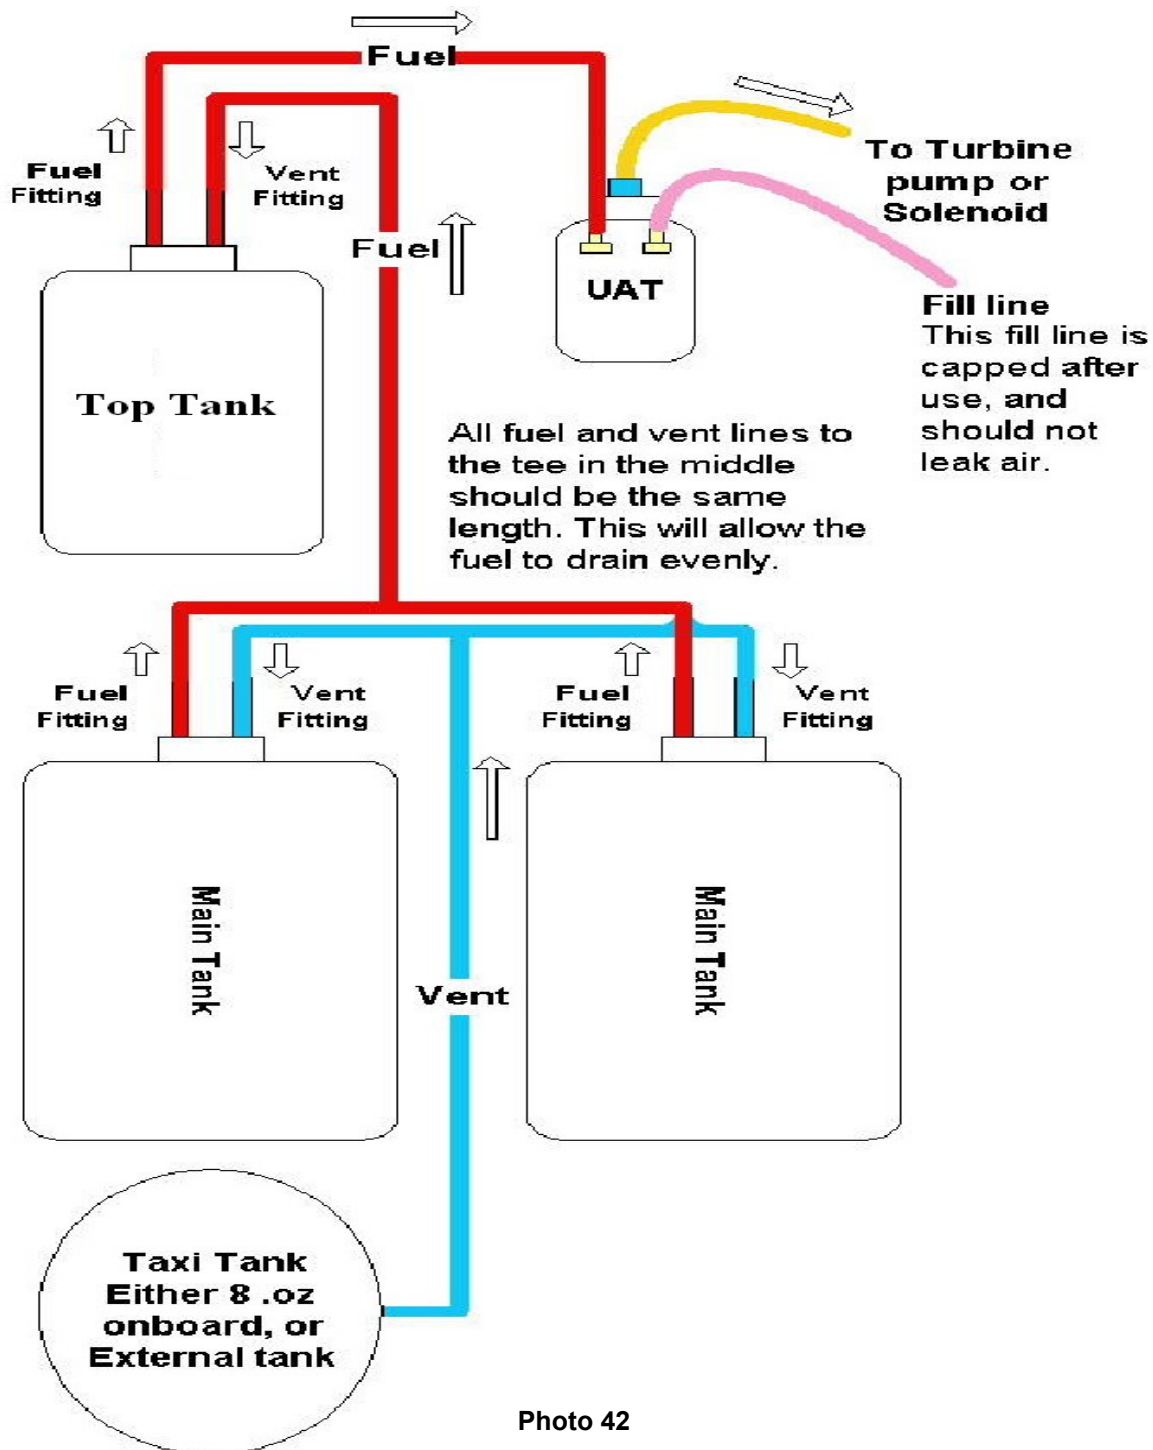 Fuel
Fuel
Fitting
Vent
Fitting
Fuel
To Turbine
pump or
Solenoid
UAT
Fill line
This fill line is
capped after
use, and
should not
leak air.
Top Tank
All fuel and vent lines to
the tee in the middle
should be the same
length. This will allow the
fuel to drain evenly.
Fuel
Fitting
Vent
Fitting
Fuel
Fitting
Vent
Fitting
Main Tank
Main Tank
Vent
Taxi Tank
Either 8 .oz
onboard, or
External tank
Photo 42